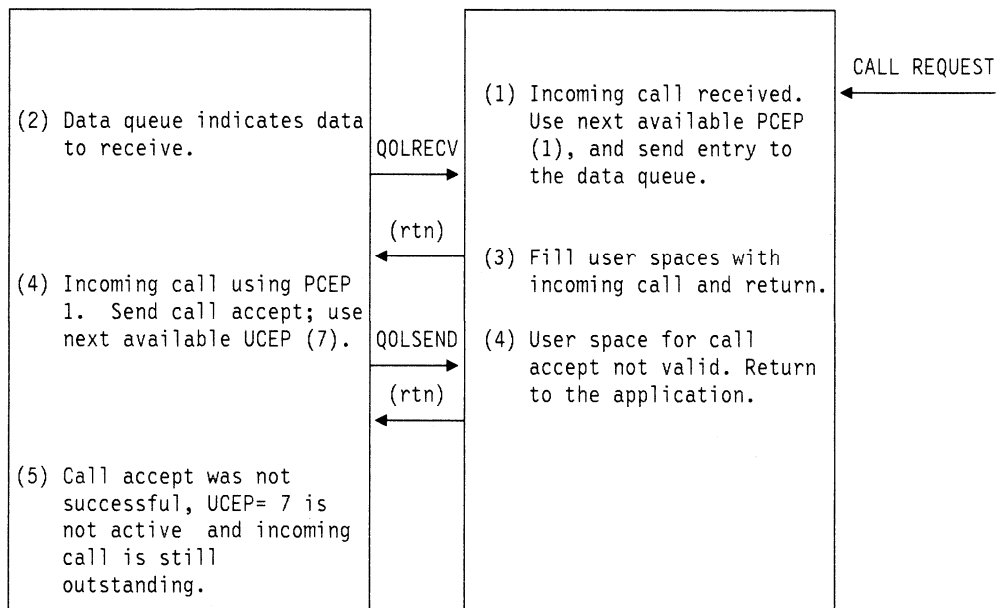 CALL REQUEST
(1) Incoming call received.
Use next available PCEP
(1), and send entry to
the data queue.
(2) Data queue indicates data
to receive.
QOLRECV
(rtn)
(3) Fill user spaces with
incoming call and return.
(4) Incoming call using PCEP
1. Send call accept; use
next available UCEP (7).
QOLSEND
(4) User space for call
accept not valid. Return
to the application.
(rtn)
(5) Call accept was not
successful, UCEP= 7 is
not active and incoming
call is still
outstanding.